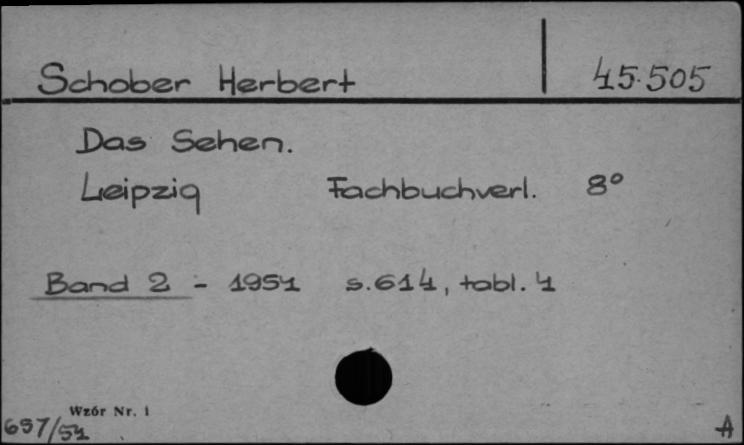 Schober Herbert 45.505
Das Sehen.
Leipzig Fachbuchverl. 8°
Band 2 - 1951 s.614, tabl. 1
Wzór Nr. 1
697/51 A